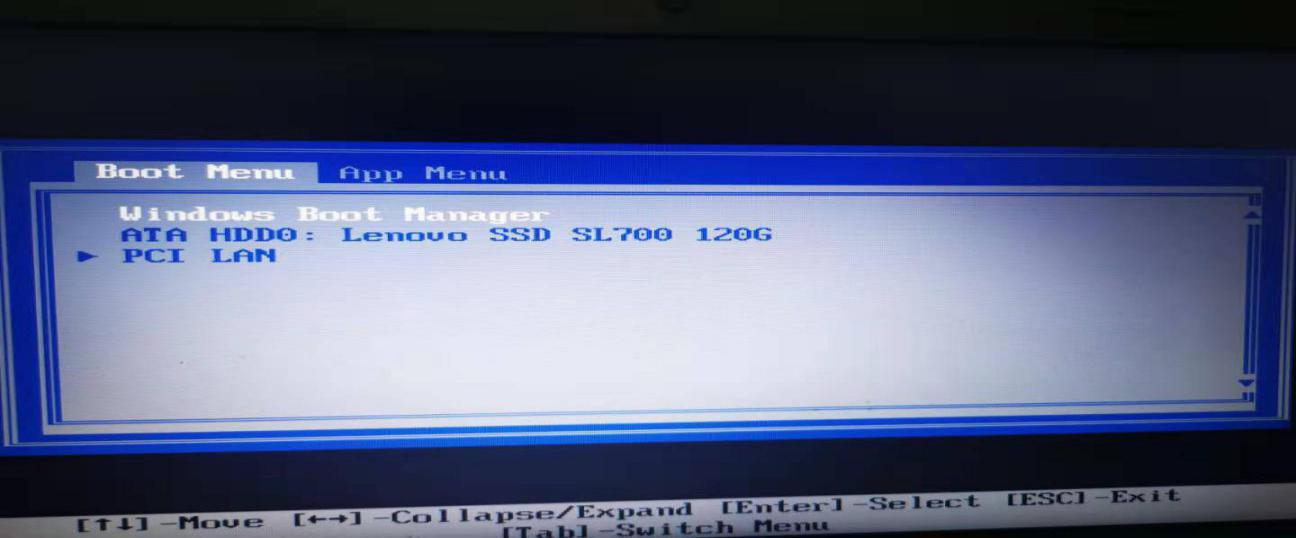 Boot Menu App Menu
Windows Boot Manager
ATA HDD0: Lenovo SSD SL700 120G
► PCI LAN
[↑↓]-Move [←→]-Collapse/Expand [Enter]-Select [ESC]-Exit
[Tab]-Switch Menu